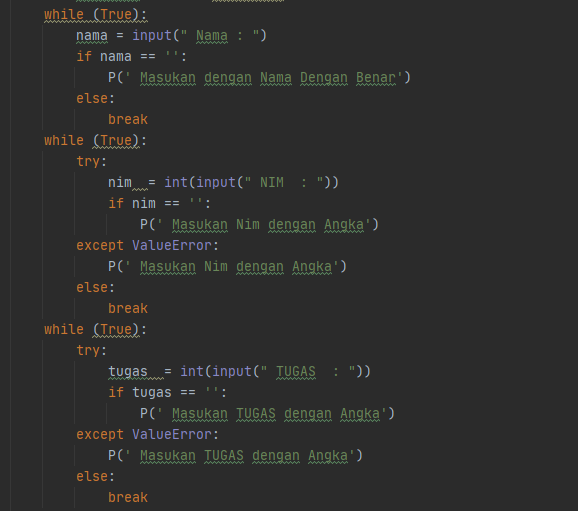 while (True):
    nama = input(" Nama : ")
    if nama == '':
        P(' Masukan dengan Nama Dengan Benar')
    else:
        break
while (True):
    try:
        nim  = int(input(" NIM  : "))
        if nim == '':
            P(' Masukan Nim dengan Angka')
    except ValueError:
        P(' Masukan Nim dengan Angka')
    else:
        break
while (True):
    try:
        tugas  = int(input(" TUGAS  : "))
        if tugas == '':
            P(' Masukan TUGAS dengan Angka')
    except ValueError:
        P(' Masukan TUGAS dengan Angka')
    else:
        break